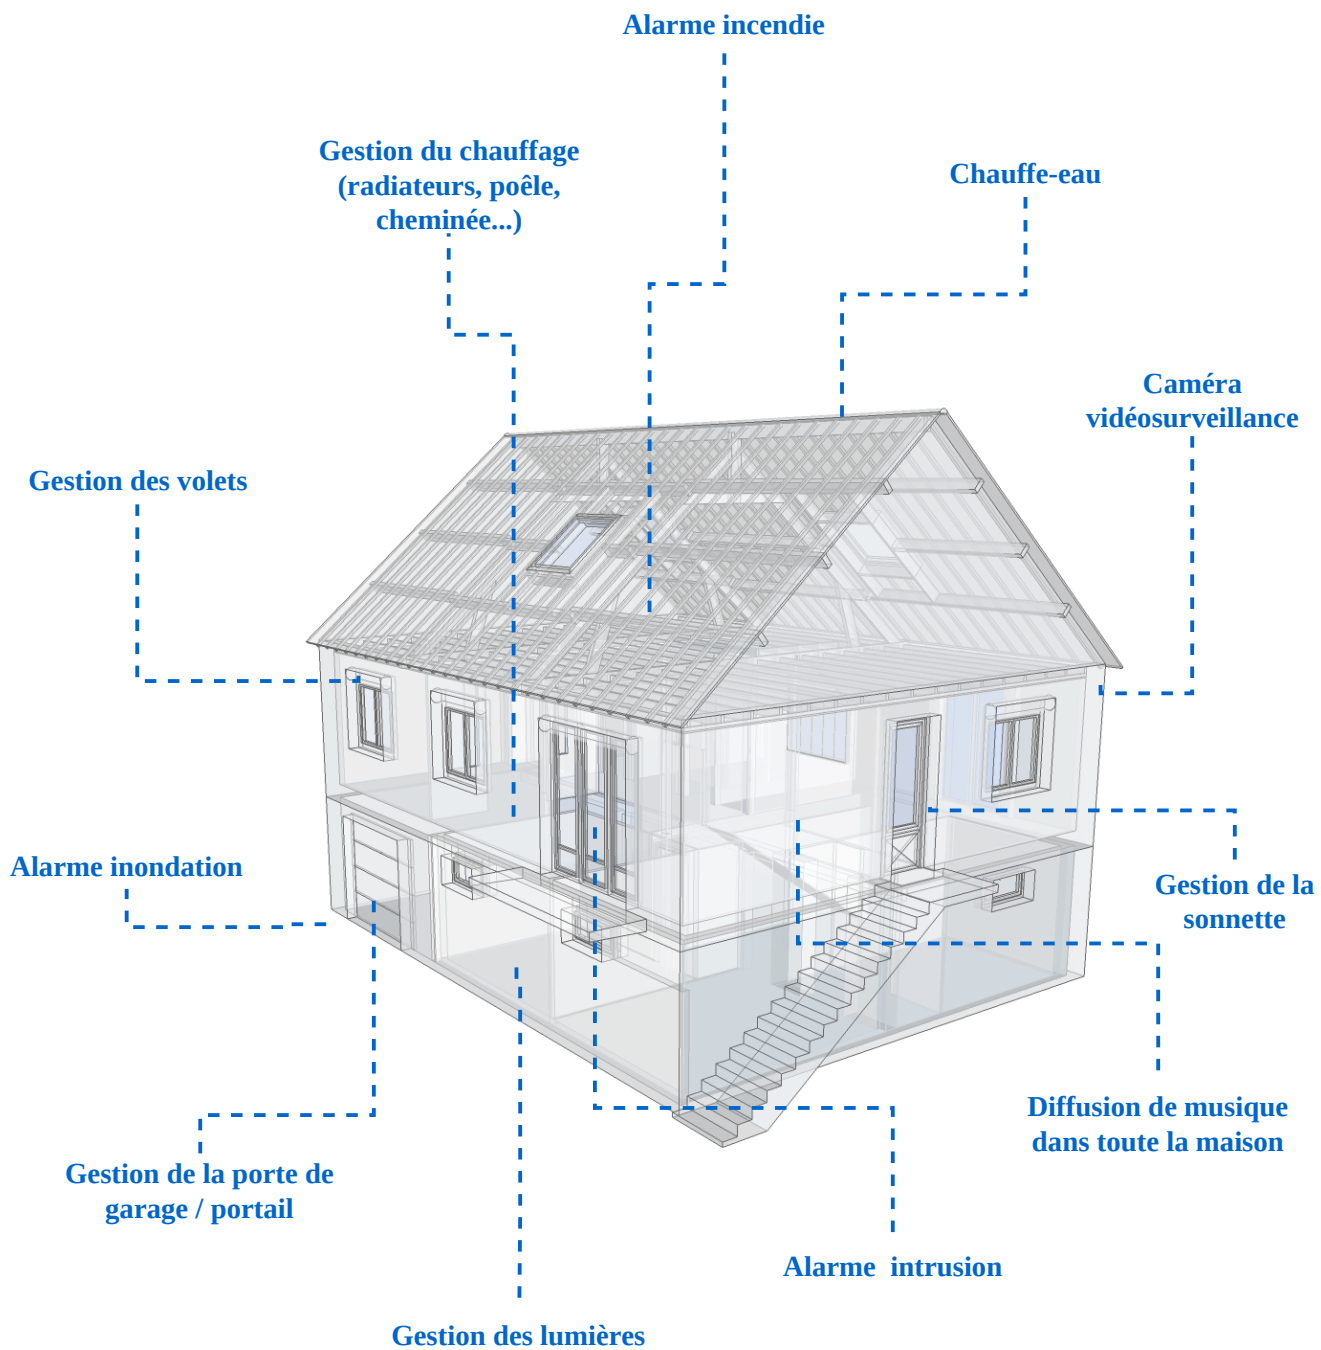 Alarme incendie
Gestion du chauffage
(radiateurs, poêle,
cheminée...)
Chauffe-eau
Caméra
vidéosurveillance
Gestion des volets
Alarme inondation
Gestion de la
sonnette
Diffusion de musique
dans toute la maison
Gestion de la porte de
garage / portail
Alarme  intrusion
Gestion des lumières